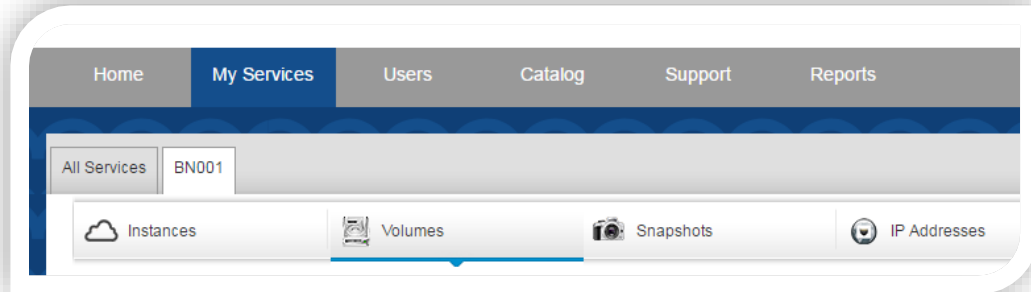 Home My Services Users Catalog Support Reports
All Services BN001
Instances Volumes Snapshots IP Addresses